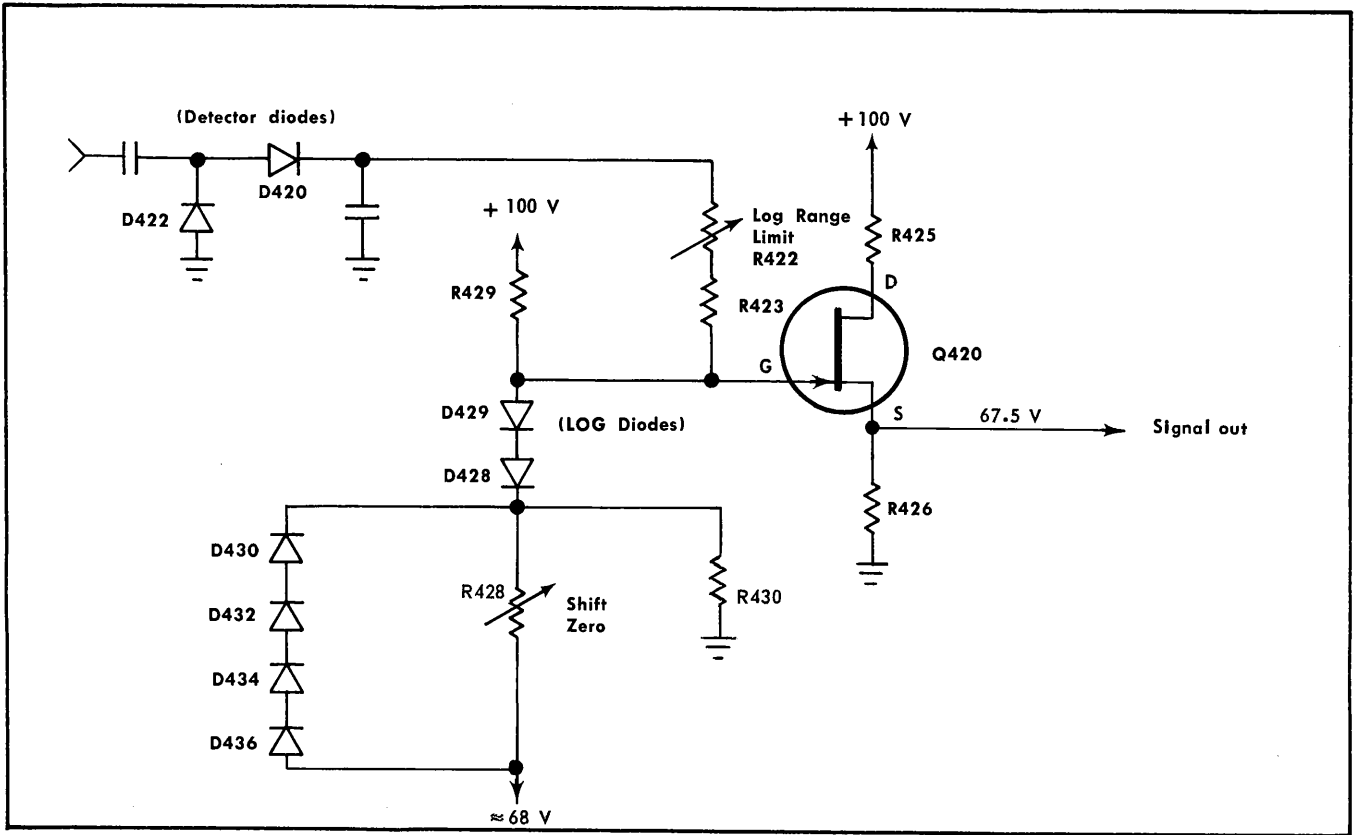 (Detector diodes)
D420
D422
+ 100 V
R429
Log Range
Limit
R422
R423
+ 100 V
R425
D
Q420
G
S
67.5 V
Signal out
R426
D429
(LOG Diodes)
D428
D430
D432
D434
D436
R428
Shift
Zero
R430
≈ 68 V